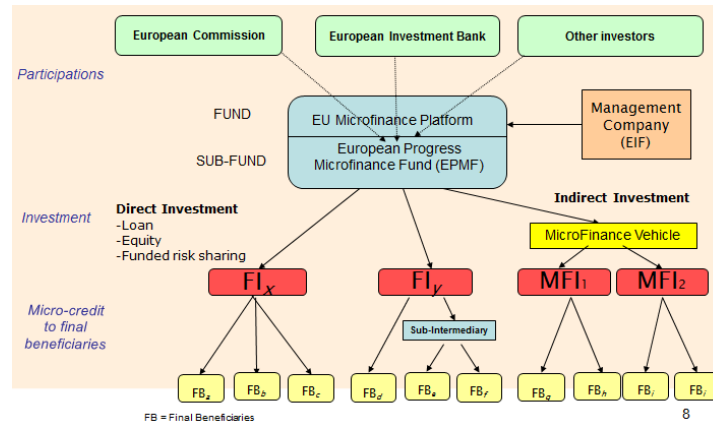 European Commission
European Investment Bank
Other investors
Participations
FUND
EU Microfinance Platform
Management
Company
(EIF)
SUB-FUND
European Progress
Microfinance Fund (EPMF)
Investment
Direct Investment
-Loan
-Equity
-Funded risk sharing
Indirect Investment
MicroFinance Vehicle
FIx
FIy
MFI1
MFI2
Micro-credit
to final
beneficiaries
Sub-Intermediary
FBa
FBb
FBc
FBd
FBe
FBf
FBg
FBh
FBi
FBi
FB = Final Beneficiaries
8